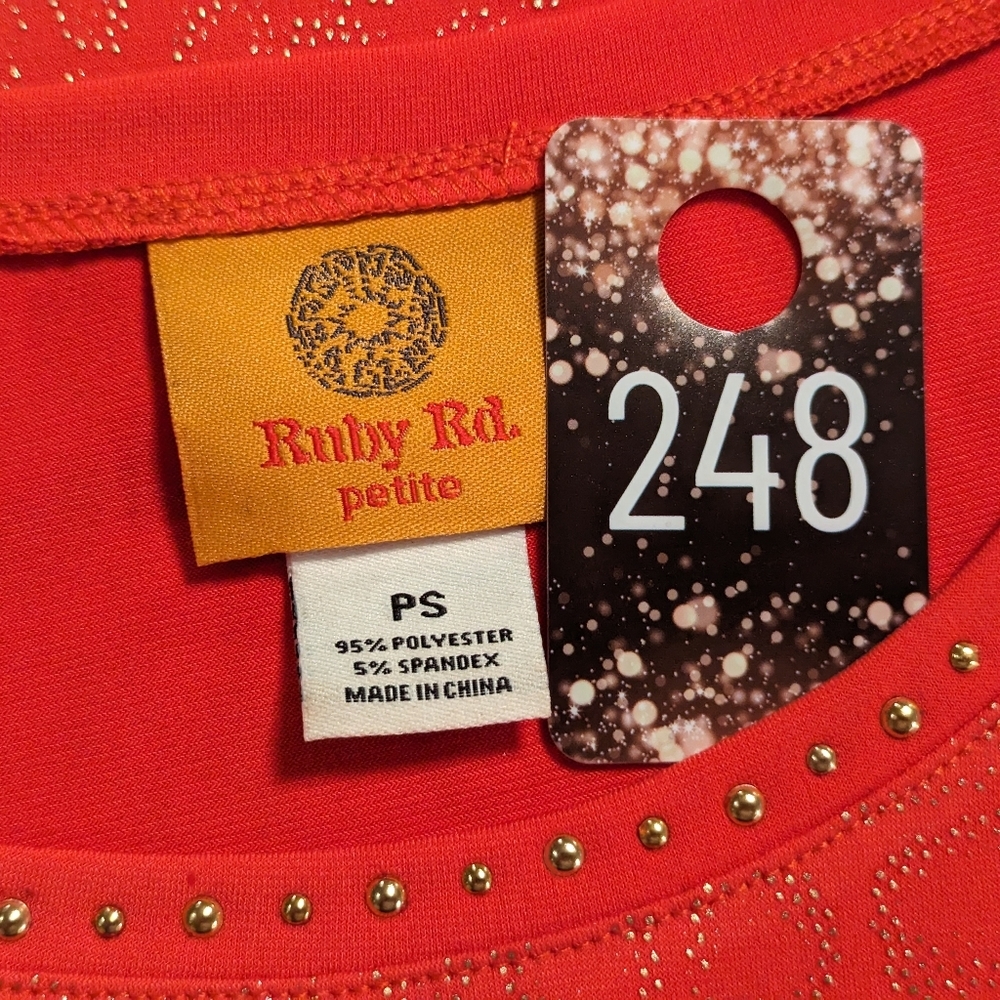 Ruby Rd.
petite
PS
95% POLYESTER
5% SPANDEX
MADE IN CHINA
248